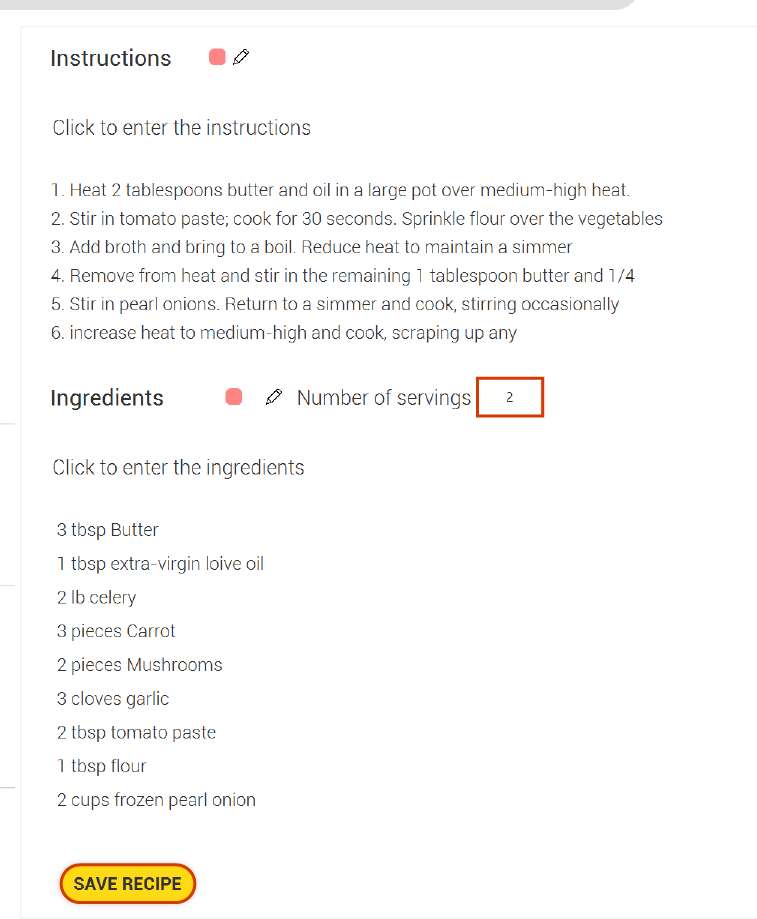 Instructions
Click to enter the instructions
1. Heat 2 tablespoons butter and oil in a large pot over medium-high heat.
2. Stir in tomato paste; cook for 30 seconds. Sprinkle flour over the vegetables
3. Add broth and bring to a boil. Reduce heat to maintain a simmer
4. Remove from heat and stir in the remaining 1 tablespoon butter and 1/4
5. Stir in pearl onions. Return to a simmer and cook, stirring occasionally
6. increase heat to medium-high and cook, scraping up any
Ingredients Number of servings 2
Click to enter the ingredients
3 tbsp Butter
1 tbsp extra-virgin loive oil
2 lb celery
3 pieces Carrot
2 pieces Mushrooms
3 cloves garlic
2 tbsp tomato paste
1 tbsp flour
2 cups frozen pearl onion
SAVE RECIPE